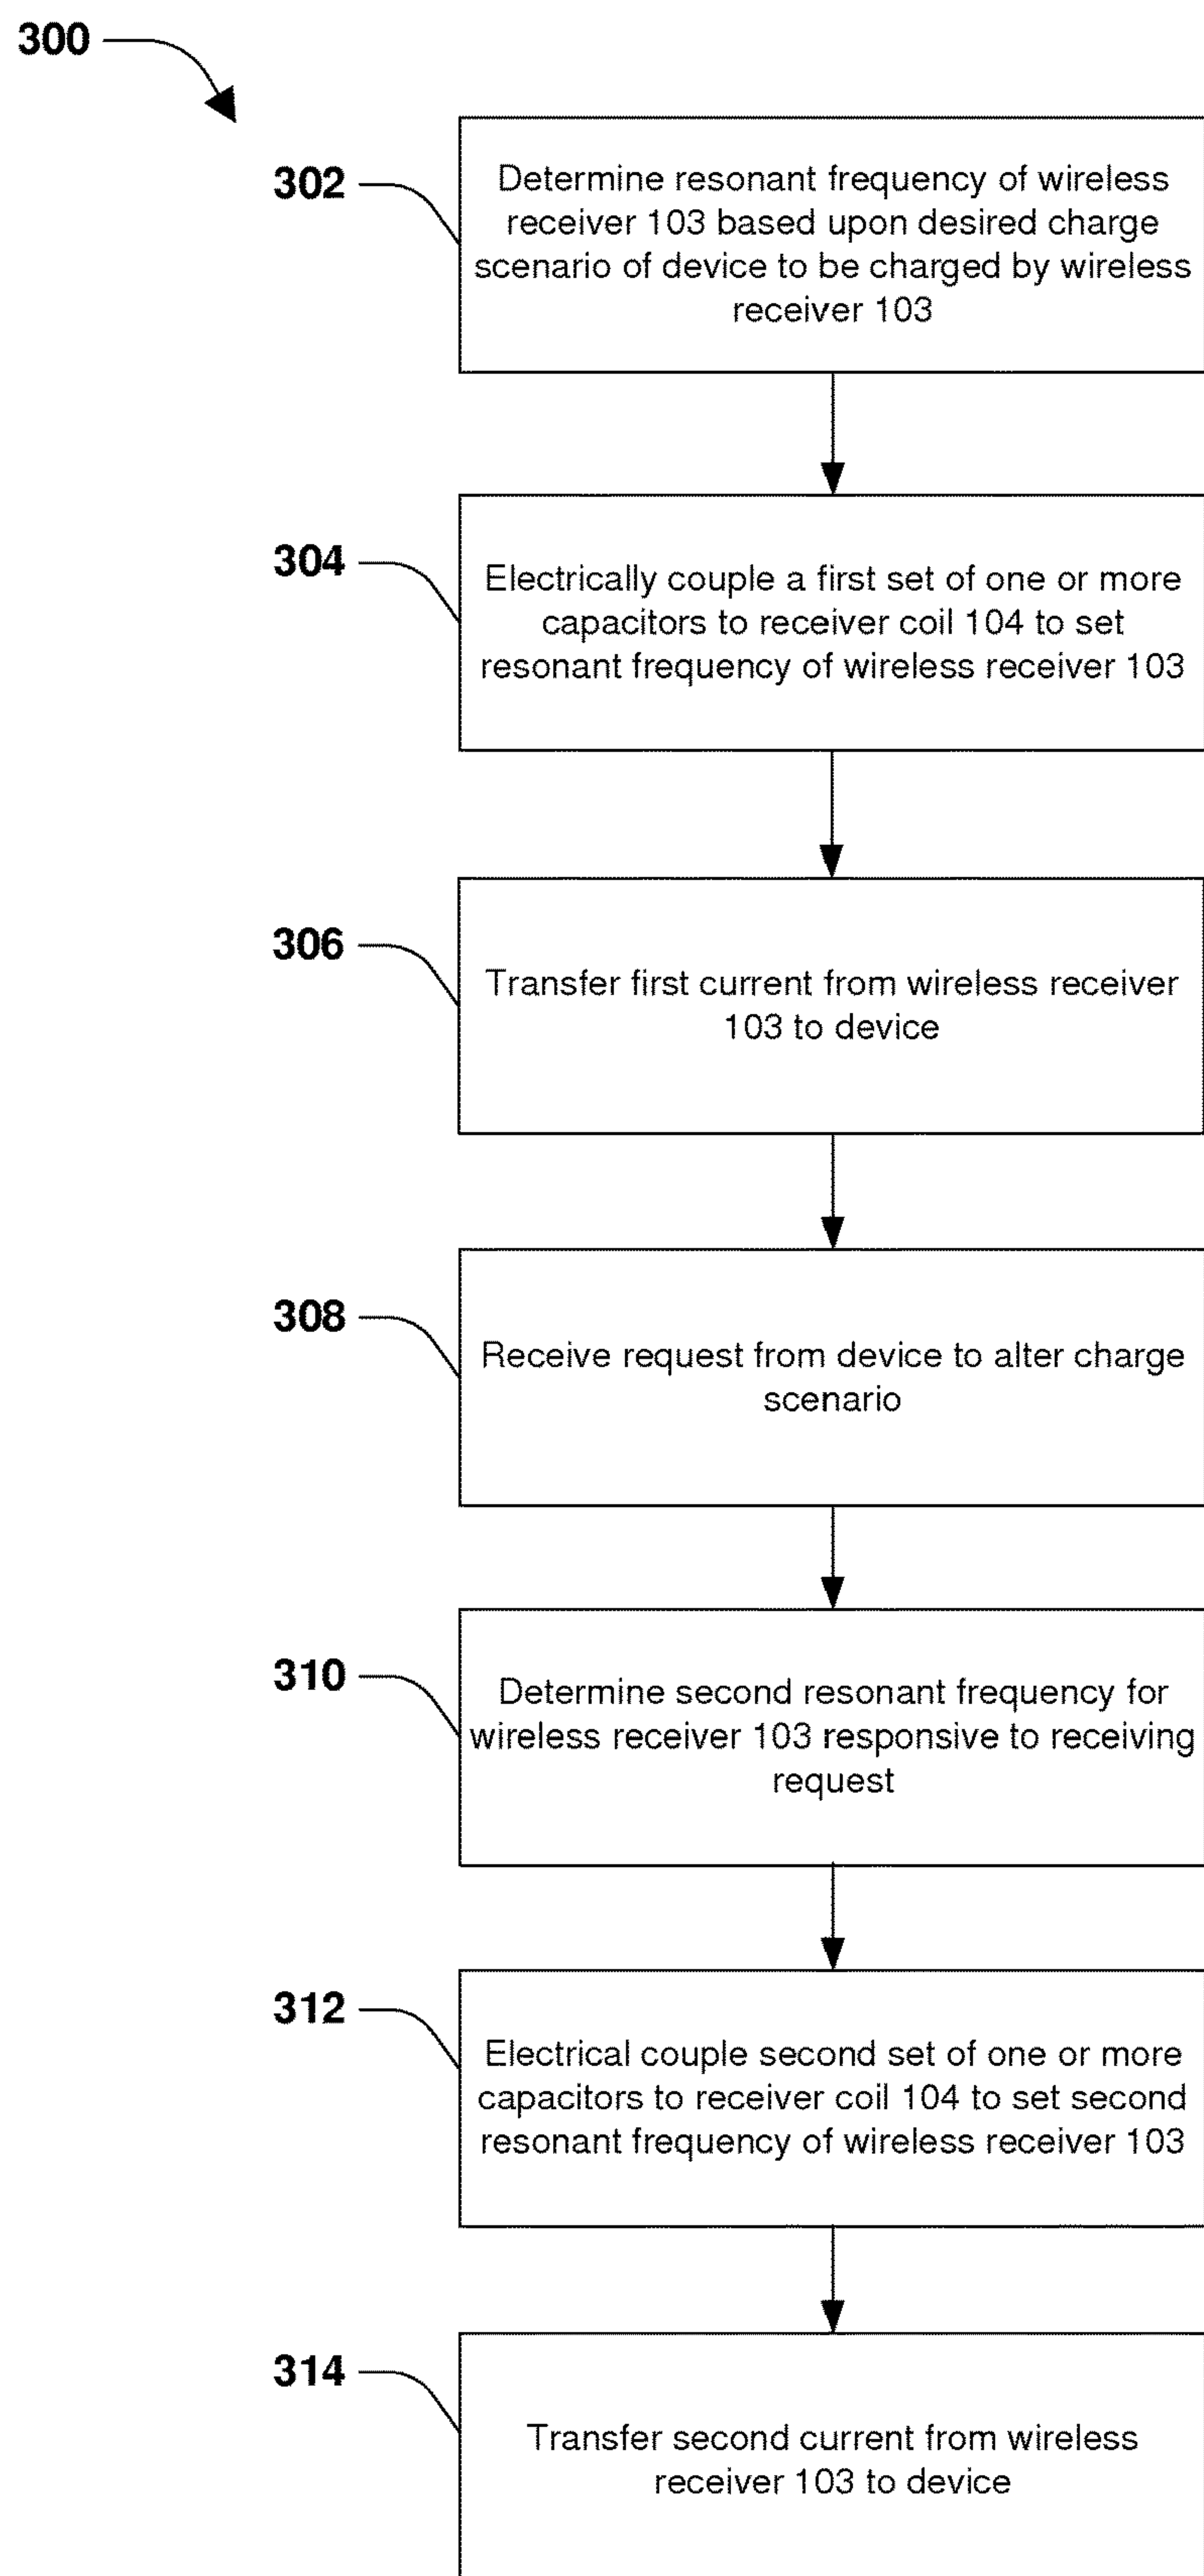 300
302
Determine resonant frequency of wireless
receiver 103 based upon desired charge
scenario of device to be charged by wireless
receiver 103
304
Electrically couple a first set of one or more
capacitors to receiver coil 104 to set
resonant frequency of wireless receiver 103
306
Transfer first current from wireless receiver
103 to device
308
Receive request from device to alter charge
scenario
310
Determine second resonant frequency for
wireless receiver 103 responsive to receiving
request
312
Electrical couple second set of one or more
capacitors to receiver coil 104 to set second
resonant frequency of wireless receiver 103
314
Transfer second current from wireless
receiver 103 to device